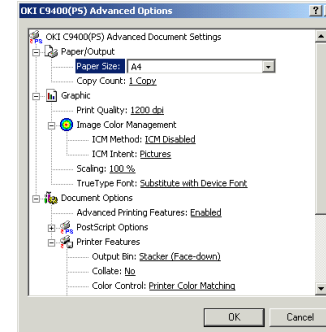 OKI C9400(PS) Advanced Options
OKI C9400(PS) Advanced Document Settings
Paper/Output
Paper Size: A4
Copy Count: 1 Copy
Graphic
Print Quality: 1200 dpi
Image Color Management
ICM Method: ICM Disabled
ICM Intent: Pictures
Scaling: 100 %
TrueType Font: Substitute with Device Font
Document Options
Advanced Printing Features: Enabled
PostScript Options
Printer Features
Output Bin: Stacker (Face-down)
Collate: No
Color Control: Printer Color Matching
OK Cancel